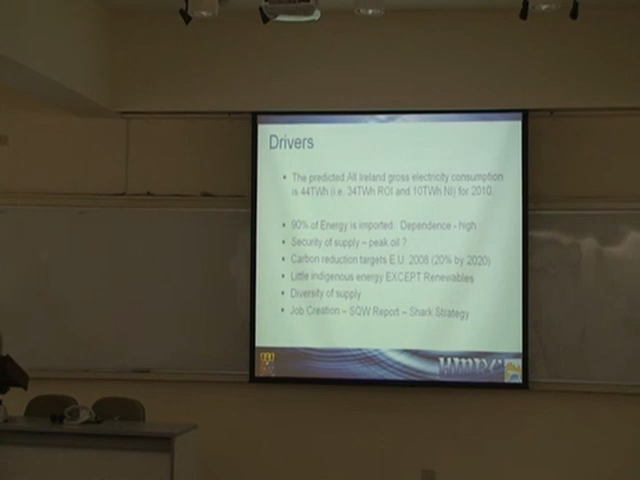 Drivers
• The predicted All Ireland gross electricity consumption
is 44TWh (i.e. 34TWh ROI and 10TWh NI) for 2010.
• 90% of Energy is imported. Dependence - high
• Security of supply – peak oil ?
• Carbon reduction targets E.U. 2008 (20% by 2020)
• Little indigenous energy EXCEPT Renewables
• Diversity of supply
• Job Creation – SQW Report – Shark Strategy